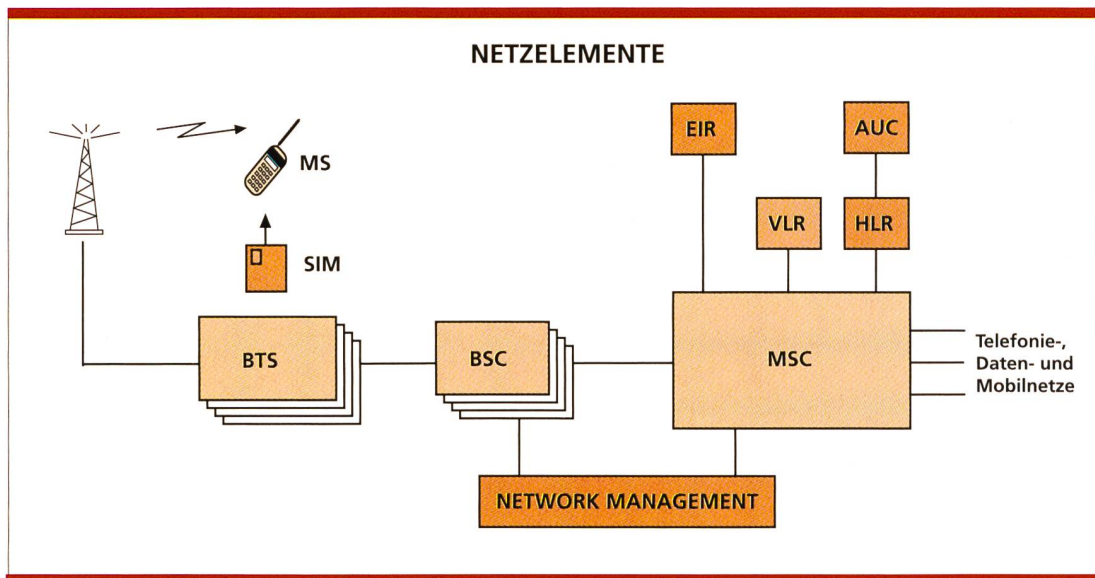 NETZELEMENTE
EIR
AUC
MS
VLR
HLR
SIM
BTS
BSC
MSC
Telefonie-,
Daten- und
Mobilnetze
NETWORK MANAGEMENT